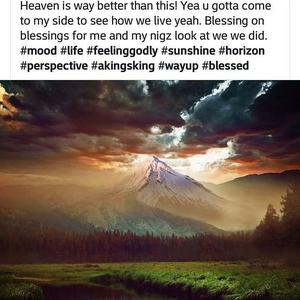 Heaven is way better than this! Yea u gotta come
to my side to see how we live yeah. Blessing on
blessings for me and my nigz look at we we did.
#mood #life #feelinggodly #sunshine #horizon
#perspective #akingsking #wayup #blessed